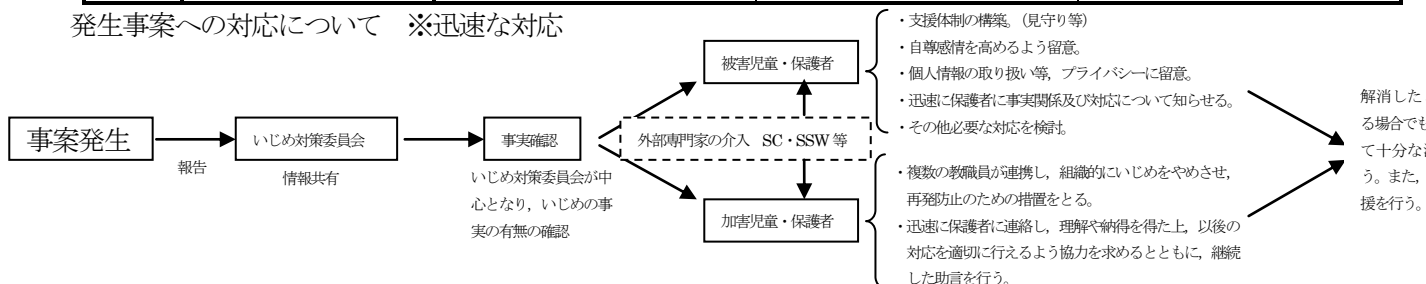 発生事案への対応について　※迅速な対応
事案発生
報告
いじめ対策委員会
情報共有
事実確認
いじめ対策委員会が中
心となり，いじめの事
実の有無の確認
被害児童・保護者
外部専門家の介入　SC・SSW 等
加害児童・保護者
・支援体制の構築。（見守り等）
・自尊感情を高めるよう留意。
・個人情報の取り扱い等，プライバシーに留意。
・迅速に保護者に事実関係及び対応について知らせる。
・その他必要な対応を検討。
・複数の教職員が連携し，組織的にいじめをやめさせ，
再発防止のための措置をとる。
・迅速に保護者に連絡し，理解や納得を得た上，以後の
対応を適切に行えるよう協力を求めるとともに，継続
した助言を行う。
解消した
る場合でも
て十分な
う。また，
援を行う。